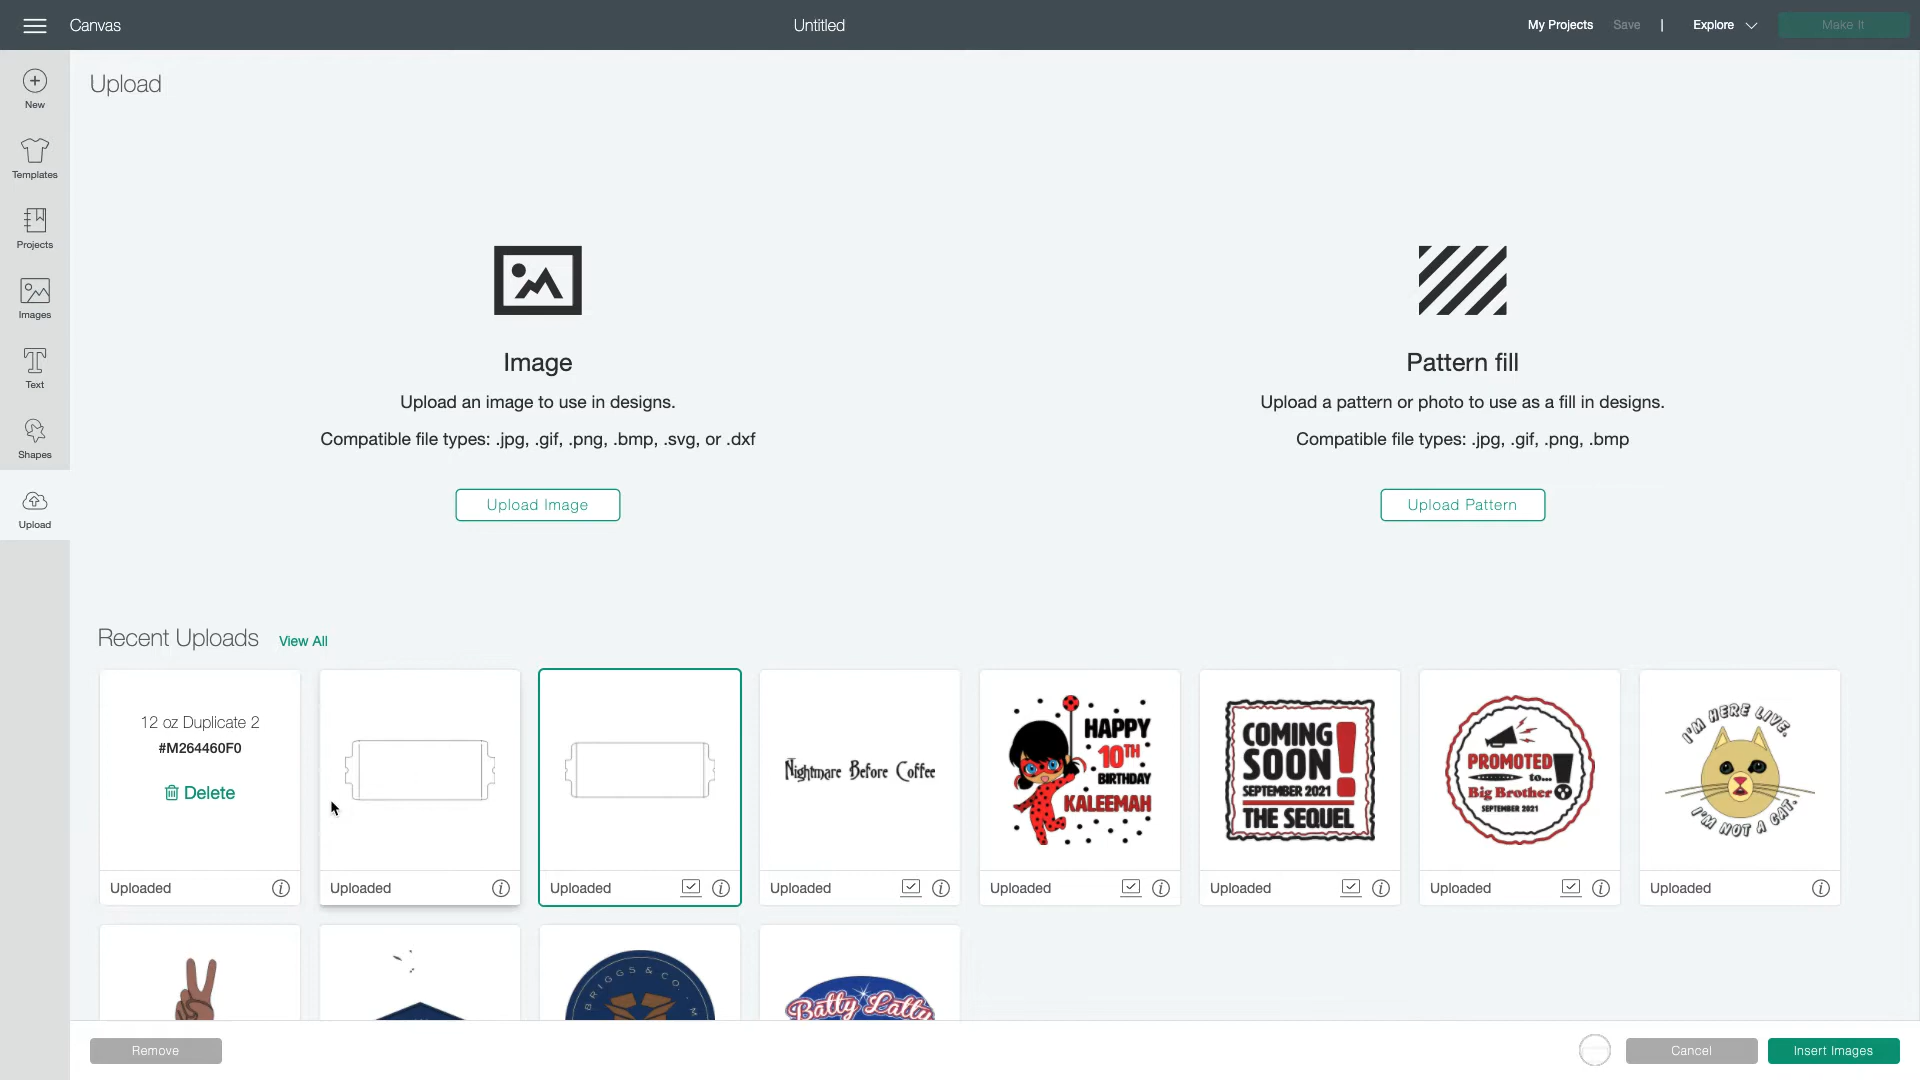 Canvas
Untitled
My Projects Save | Explore Make It
Upload
New
Templates
Projects
Images
Text
Shapes
Upload
Image
Upload an image to use in designs.
Compatible file types: .jpg, .gif, .png, .bmp, .svg, or .dxf
Upload Image
Pattern fill
Upload a pattern or photo to use as a fill in designs.
Compatible file types: .jpg, .gif, .png, .bmp
Upload Pattern
Recent Uploads View All
12 oz Duplicate 2
#M264460F0
Delete
Uploaded
Uploaded
Uploaded
Nightmare Before Coffee
Uploaded
HAPPY
10TH
BIRTHDAY
KALEEMAH
Uploaded
COMING
SOON!
SEPTEMBER 2021
THE SEQUEL
Uploaded
PROMOTED
to...
Big Brother
SEPTEMBER 2021
Uploaded
I'M HERE LIVE.
I'M NOT A CAT.
Uploaded
BRIGGS & CO. M
Batty Latty
Remove
Cancel
Insert Images